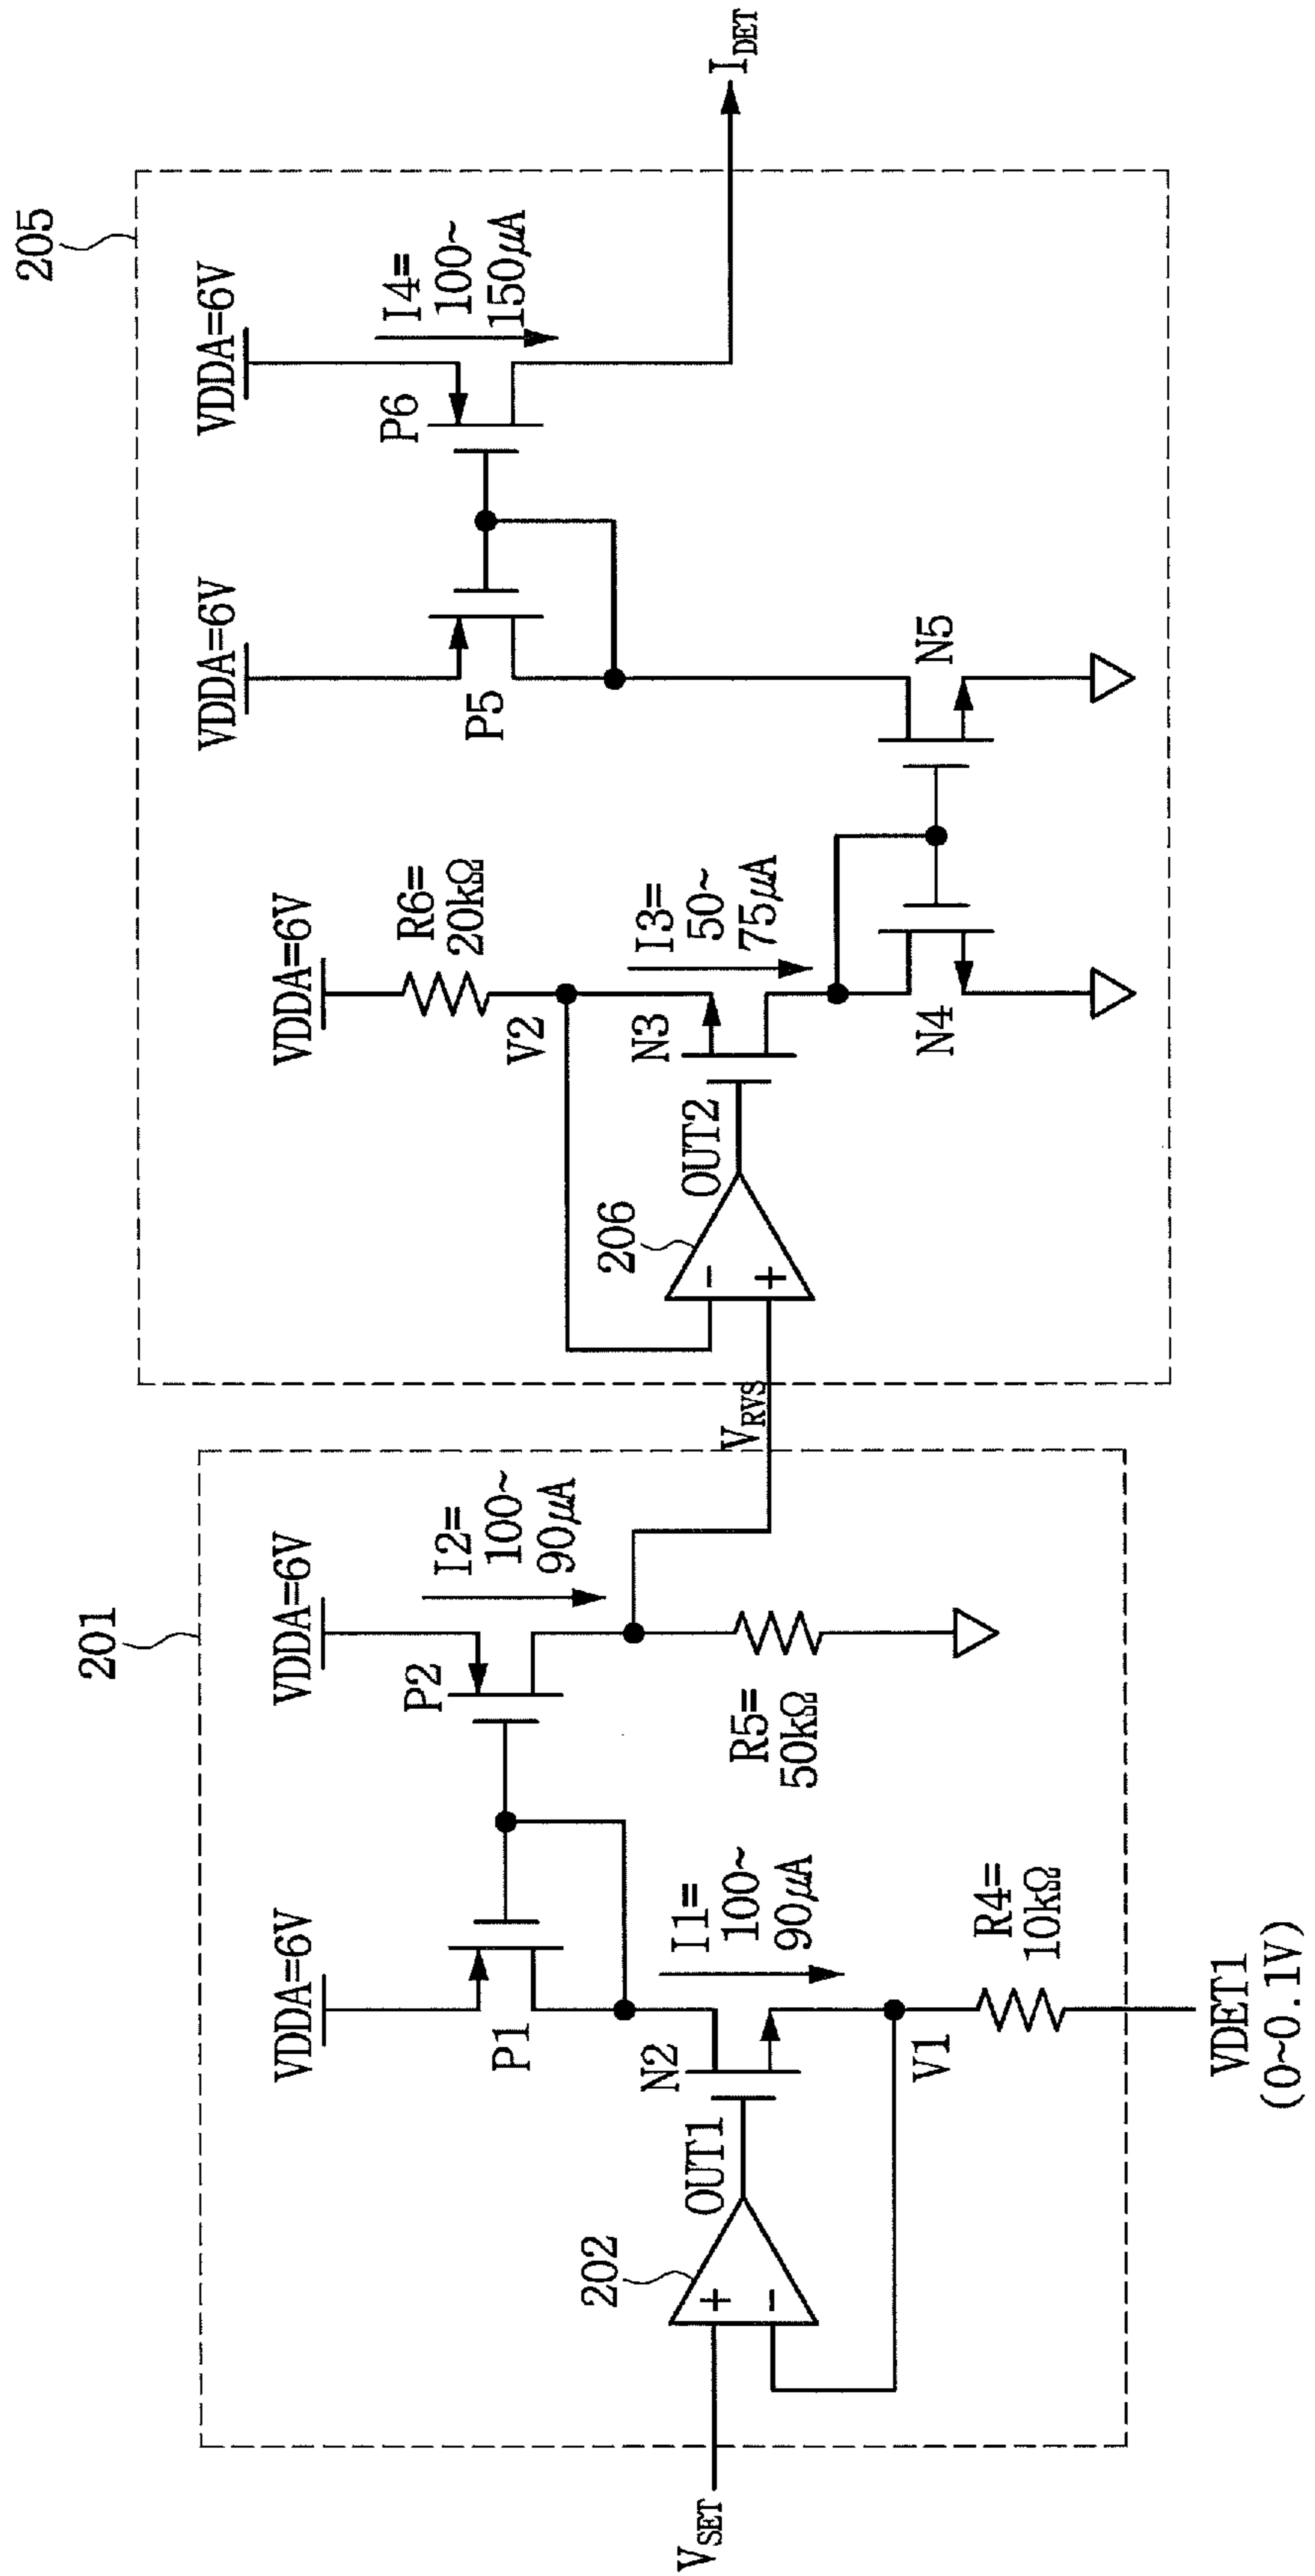 201
205
VDDA=6V
VDDA=6V
VDDA=6V
VDDA=6V
VDDA=6V
P1
P2
I2=
100~
90μA
R6=
20kΩ
P5
P6
I4=
100~
150μA
V2
202
OUT1
N2
I1=
100~
90μA
R5=
50kΩ
206
OUT2
N3
I3=
50~
75μA
VSET
+
-
-
+
VRVS
IDET
V1
R4=
10kΩ
N4
N5
VDET1
(0~0.1V)